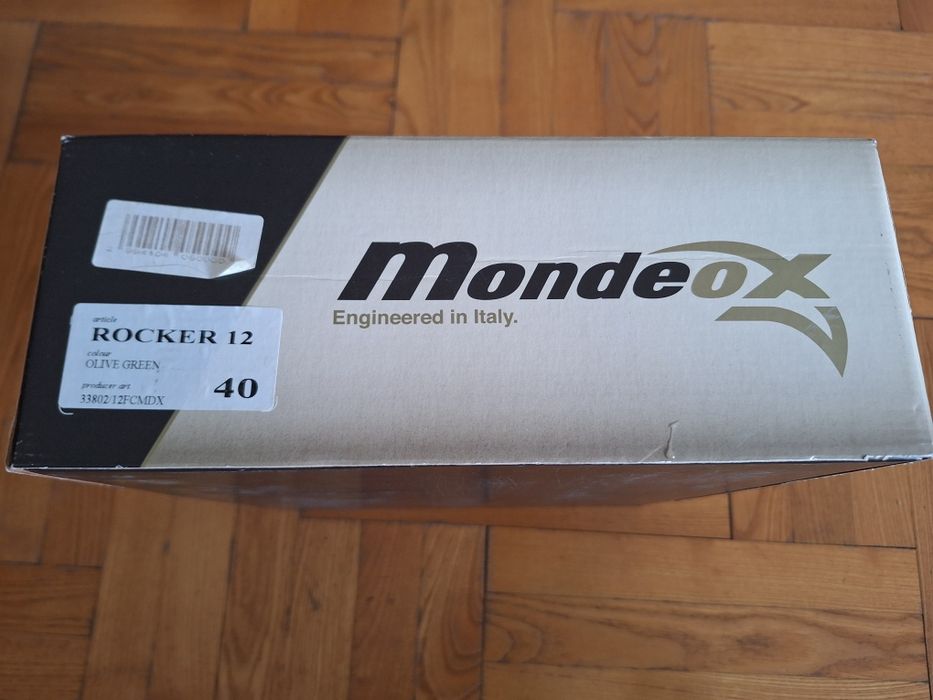 mondeox
Engineered in Italy.
article
ROCKER 12
colour
OLIVE GREEN
producer art
33802/12FCMDX
40